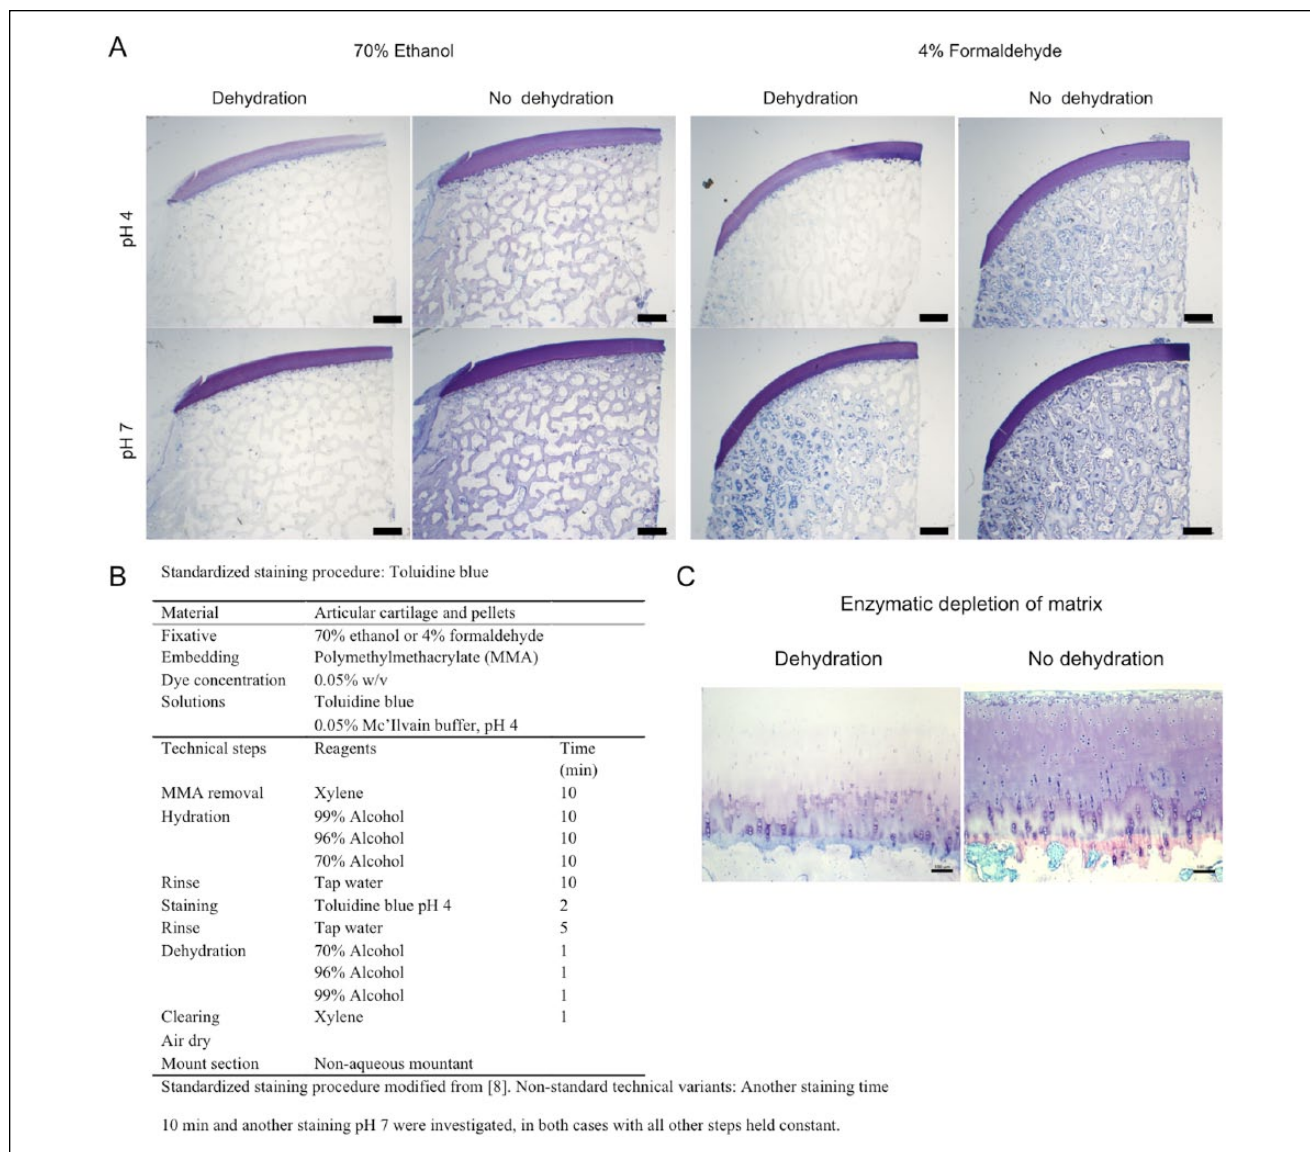 A
70% Ethanol
4% Formaldehyde
Dehydration
No dehydration
Dehydration
No dehydration
pH 4
pH 7
B
Standardized staining procedure: Toluidine blue
Material Articular cartilage and pellets
Fixative 70% ethanol or 4% formaldehyde
Embedding Polymethylmethacrylate (MMA)
Dye concentration 0.05% w/v
Solutions Toluidine blue
0.05% Mc'Ilvain buffer, pH 4
Technical steps Reagents Time
(min)
MMA removal Xylene 10
Hydration 99% Alcohol 10
96% Alcohol 10
70% Alcohol 10
Rinse Tap water 10
Staining Toluidine blue pH 4 2
Rinse Tap water 5
Dehydration 70% Alcohol 1
96% Alcohol 1
99% Alcohol 1
Clearing Xylene 1
Air dry
Mount section Non-aqueous mountant
Standardized staining procedure modified from [8]. Non-standard technical variants: Another staining time
10 min and another staining pH 7 were investigated, in both cases with all other steps held constant.
C
Enzymatic depletion of matrix
Dehydration
No dehydration